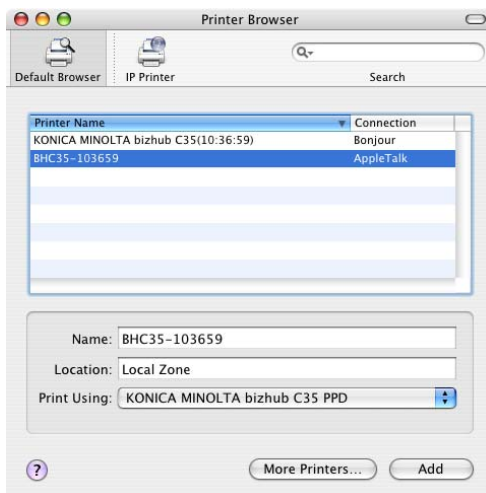 Printer Browser
Default Browser
IP Printer
Search
Printer Name Connection
KONICA MINOLTA bizhub C35(10:36:59) Bonjour
BHC35-103659 AppleTalk
Name: BHC35-103659
Location: Local Zone
Print Using: KONICA MINOLTA bizhub C35 PPD
? More Printers... Add